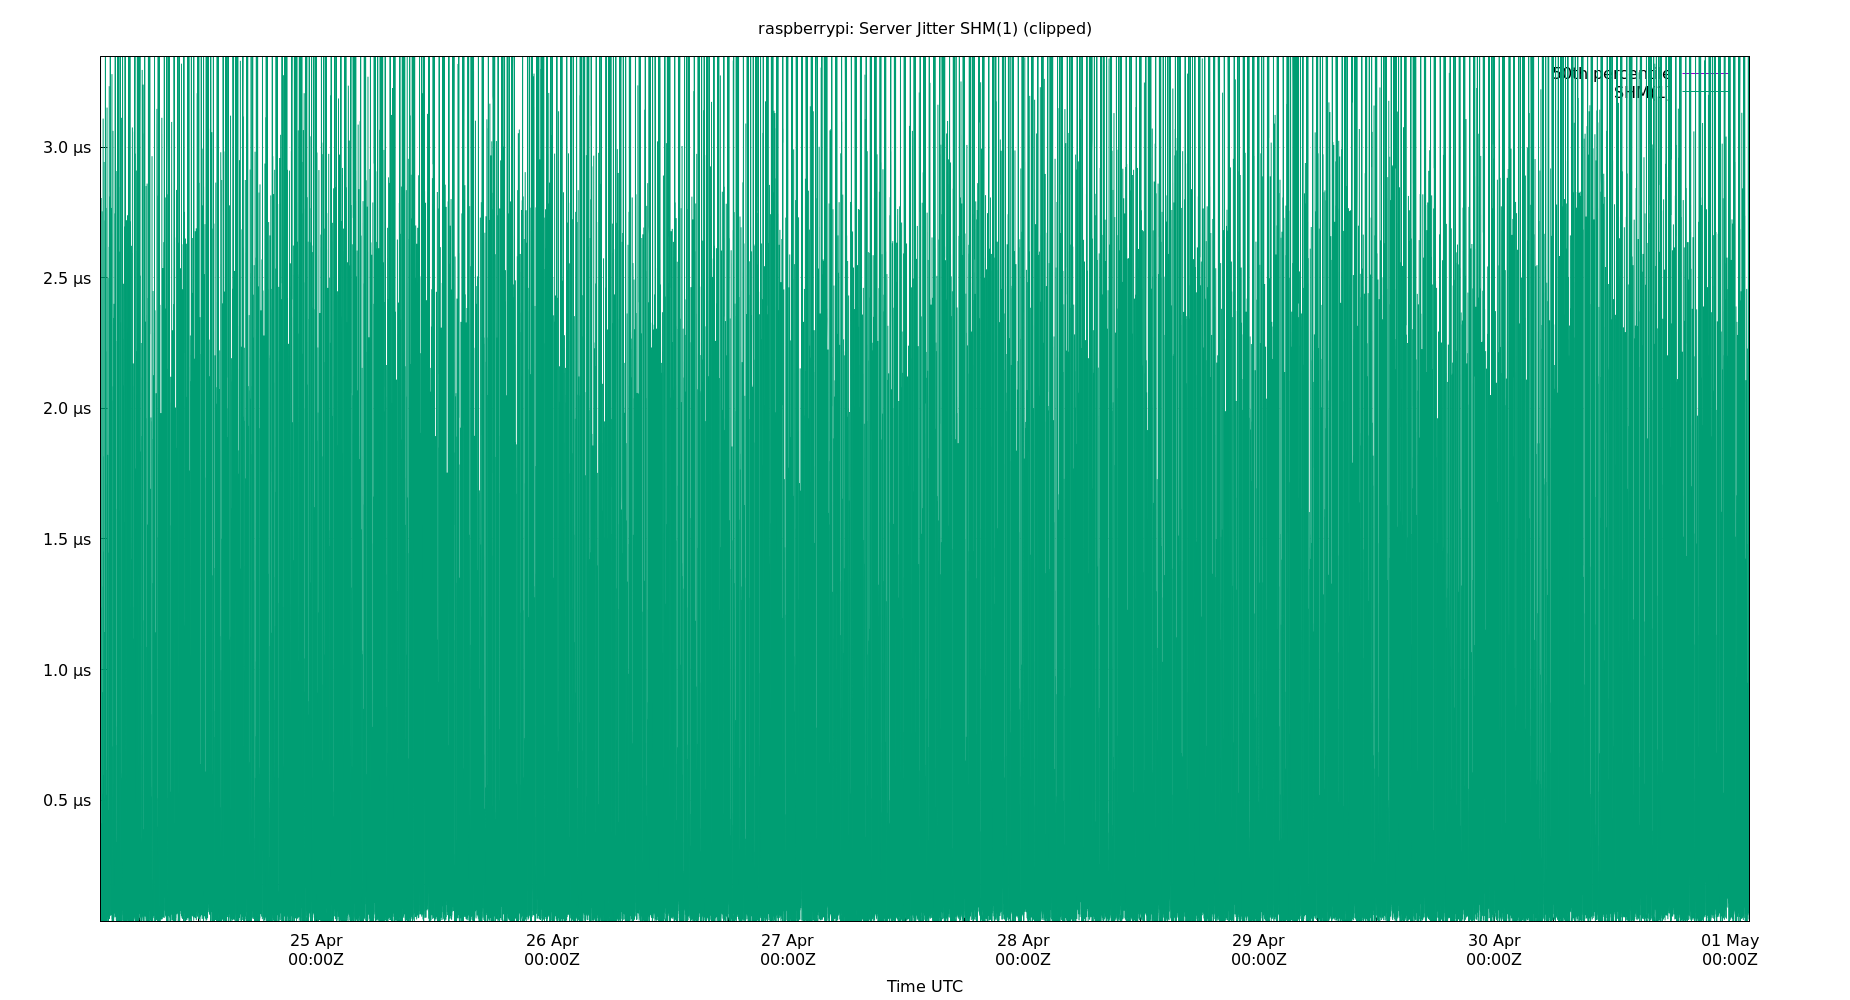 raspberrypi: Server Jitter SHM(1) (clipped)
50th percentile
SHM(1)
3.0 µs
2.5 µs
2.0 µs
1.5 µs
1.0 µs
0.5 µs
25 Apr 26 Apr 27 Apr 28 Apr 29 Apr 30 Apr 01 May
00:00Z 00:00Z 00:00Z 00:00Z 00:00Z 00:00Z 00:00Z
Time UTC